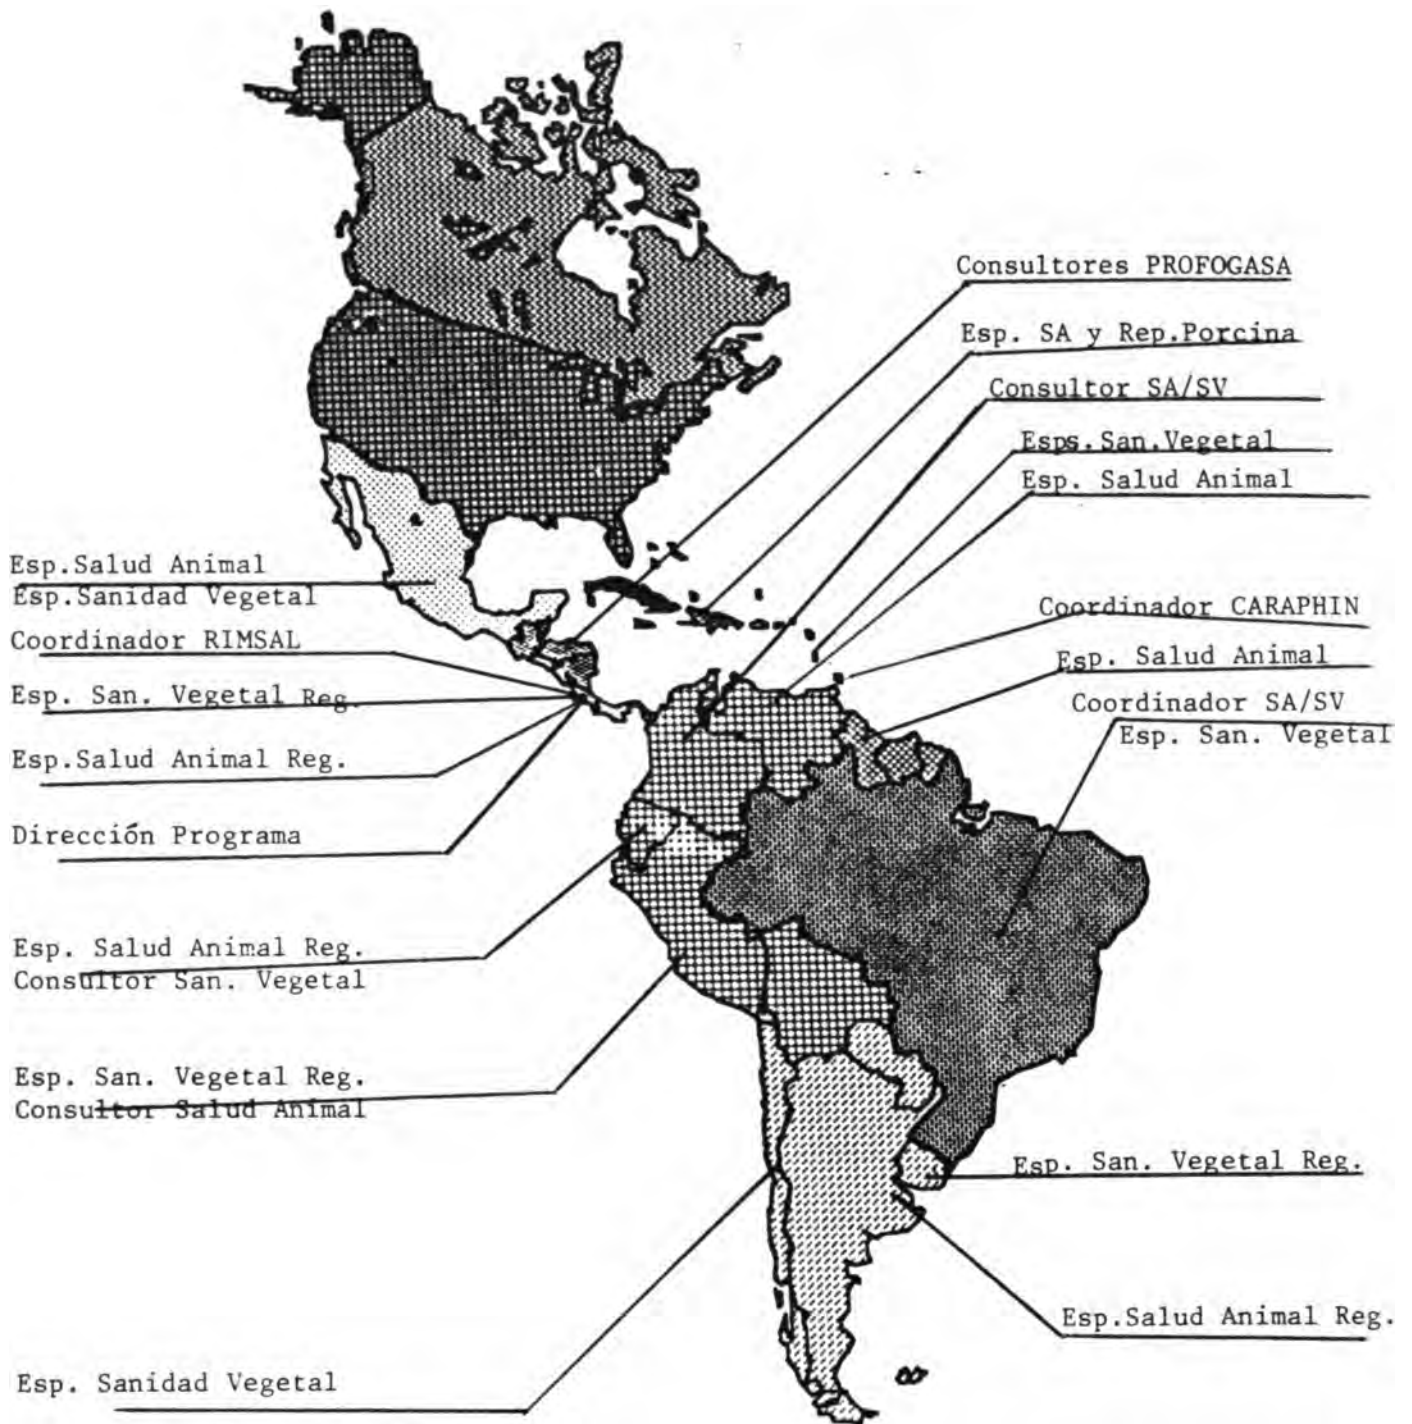 Consultores PROFOGASA
Esp. SA y Rep.Porcina
Consultor SA/SV
Esps.San.Vegetal
Esp. Salud Animal
Esp.Salud Animal
Esp.Sanidad Vegetal
Coordinador CARAPHIN
Coordinador RIMSAL
Esp. Salud Animal
Esp. San. Vegetal Reg.
Coordinador SA/SV
Esp. San. Vegetal
Esp.Salud Animal Reg.
Dirección Programa
Esp. Salud Animal Reg.
Consultor San. Vegetal
Esp. San. Vegetal Reg.
Consultor Salud Animal
Esp. San. Vegetal Reg.
Esp.Salud Animal Reg.
Esp. Sanidad Vegetal